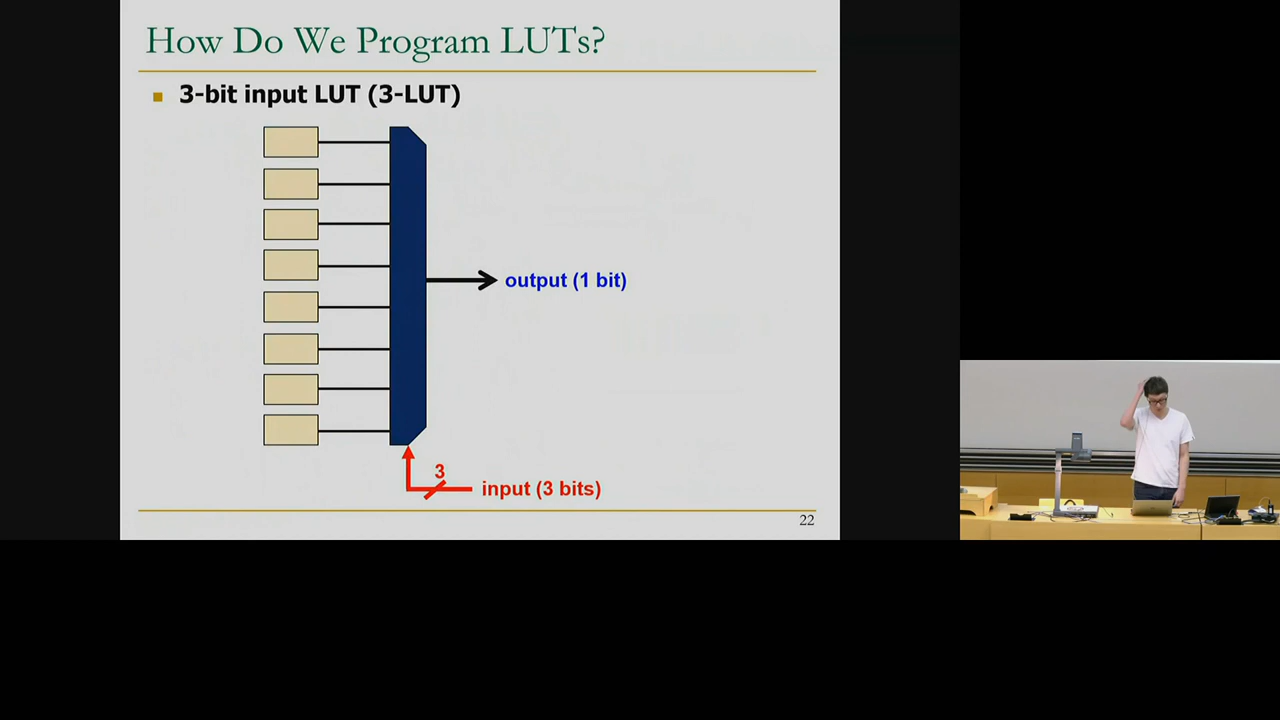 How Do We Program LUTs?
3-bit input LUT (3-LUT)
output (1 bit)
3
input (3 bits)
22